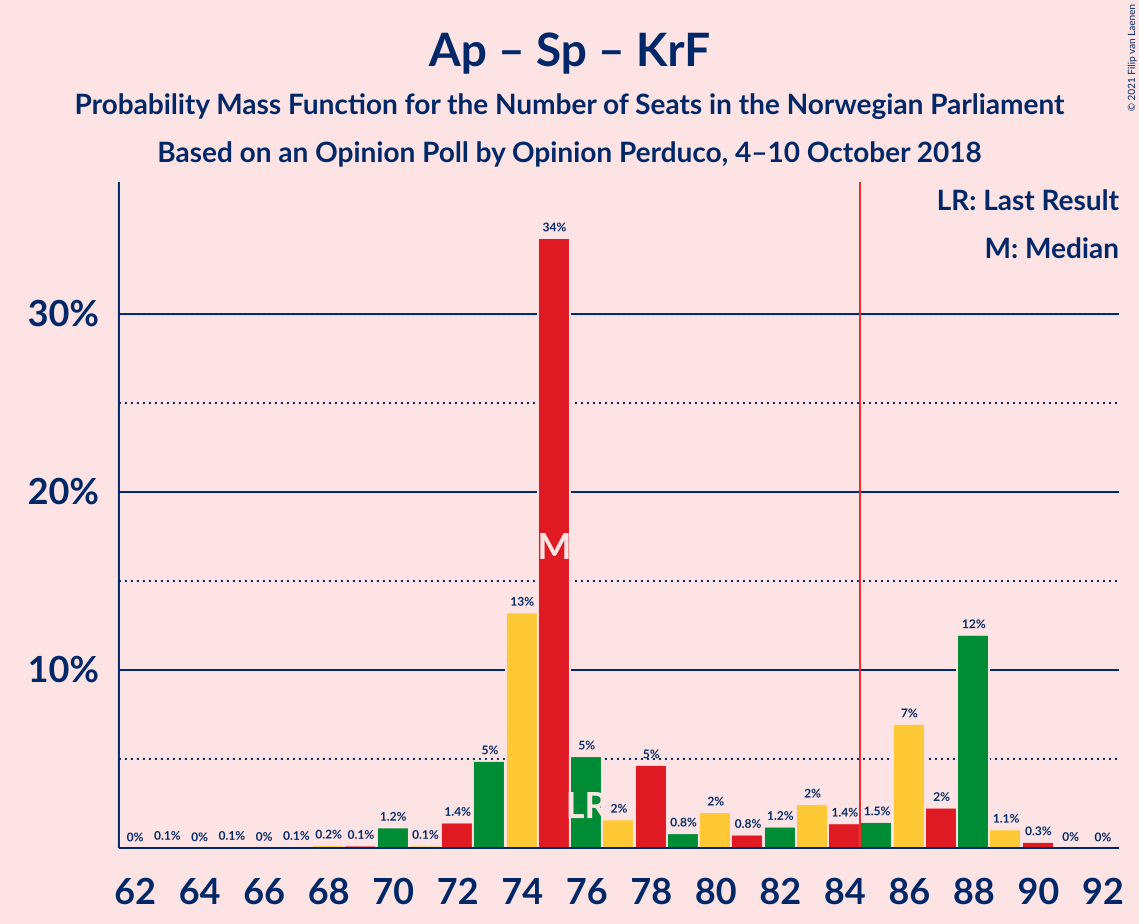 Ap – Sp – KrF
Probability Mass Function for the Number of Seats in the Norwegian Parliament
Based on an Opinion Poll by Opinion Perduco, 4–10 October 2018
© 2021 Filip van Laenen
LR: Last Result
M: Median
30%
20%
10%
0% 0.1% 0% 0.1% 0% 0.1% 0.2% 0.1% 1.2% 0.1% 1.4% 5% 13% 34% 5% 2% 5% 0.8% 2% 0.8% 1.2% 2% 1.4% 1.5% 7% 2% 12% 1.1% 0.3% 0% 0%
M
LR
62 64 66 68 70 72 74 76 78 80 82 84 86 88 90 92